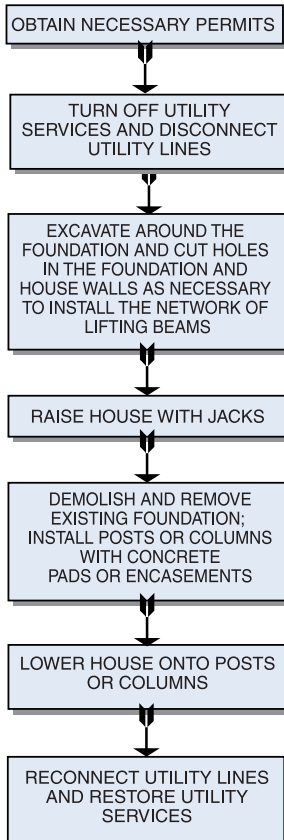 OBTAIN NECESSARY PERMITS
TURN OFF UTILITY
SERVICES AND DISCONNECT
UTILITY LINES
EXCAVATE AROUND THE
FOUNDATION AND CUT HOLES
IN THE FOUNDATION AND
HOUSE WALLS AS NECESSARY
TO INSTALL THE NETWORK OF
LIFTING BEAMS
RAISE HOUSE WITH JACKS
DEMOLISH AND REMOVE
EXISTING FOUNDATION;
INSTALL POSTS OR COLUMNS
WITH CONCRETE
PADS OR ENCASEMENTS
LOWER HOUSE ONTO POSTS
OR COLUMNS
RECONNECT UTILITY LINES
AND RESTORE UTILITY
SERVICES